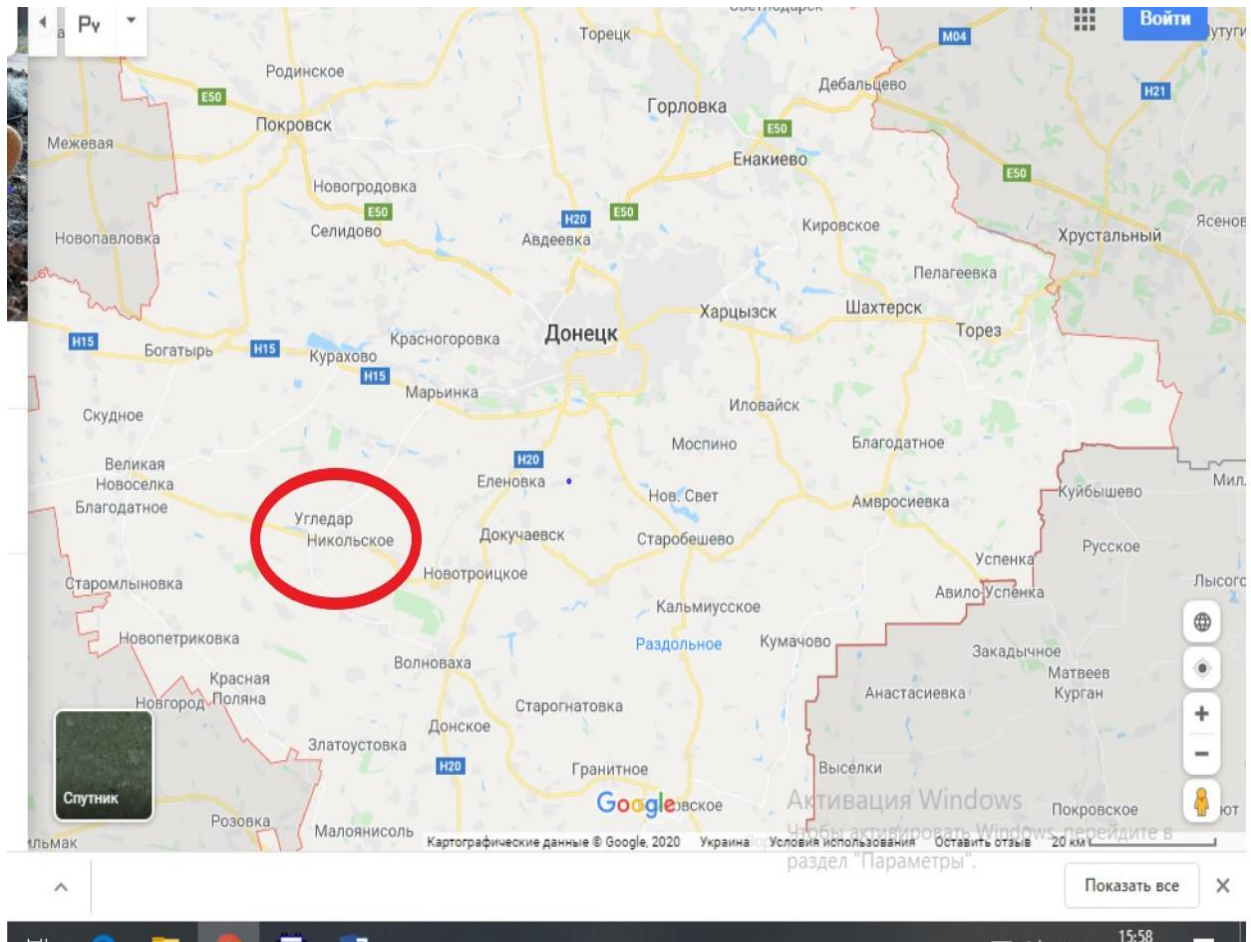 Ру
Торецк
M04
Войти
Родинское
Дебальцево
E50
H21
Горловка
Покровск
E50
Межевая
Енакиево
E50
Новогродовка
E50
H20
E50
Селидово
Кировское
Новопавловка
Авдеевка
Хрустальный
Пелагеевка
Харцызск
Шахтерск
Торез
Донецк
H15
Богатырь
H15
Курахово
Красногоровка
H15
Марьинка
Скудное
Иловайск
Моспино
Благодатное
Великая
Новоселка
H20
Еленовка
Благодатное
Нов. Свет
Амвросиевка
Куйбышево
Угледар
Никольское
Докучаевск
Старобешево
Русское
Успенка
Новотроицкое
Старомлыновка
Авило-Успенка
Кальмиусское
Новопетриковка
Раздольное
Кумачово
Закадычное
Волноваха
Матвеев
Курган
Красная
Поляна
Новгород
Анастасиевка
Старогнатовка
Донское
Златоустовка
H20
Гранитное
Выселки
Спутник
Google
вское
Активация Windows
Покровское
Розовка
Малоянисоль
Чтобы активировать Windows, перейдите в
раздел "Параметры".
Картографические данные © Google, 2020 Украина Условия использования Оставить отзыв 20 км
Показать все
15:58